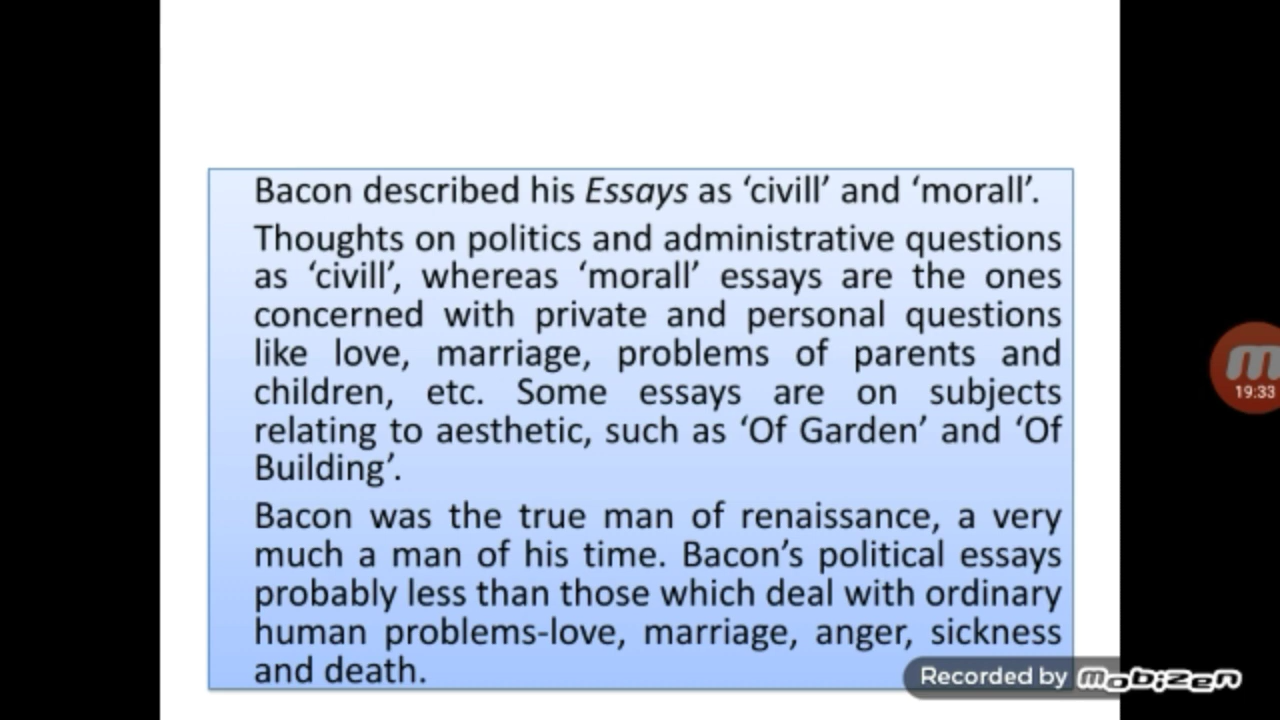 Bacon described his Essays as ‘civill’ and ‘morall’.
Thoughts on politics and administrative questions
as ‘civill’, whereas ‘morall’ essays are the ones
concerned with private and personal questions
like love, marriage, problems of parents and
children, etc. Some essays are on subjects
relating to aesthetic, such as ‘Of Garden’ and ‘Of
Building’.
Bacon was the true man of renaissance, a very
much a man of his time. Bacon’s political essays
probably less than those which deal with ordinary
human problems-love, marriage, anger, sickness
and death.
19:33
Recorded by mobizen